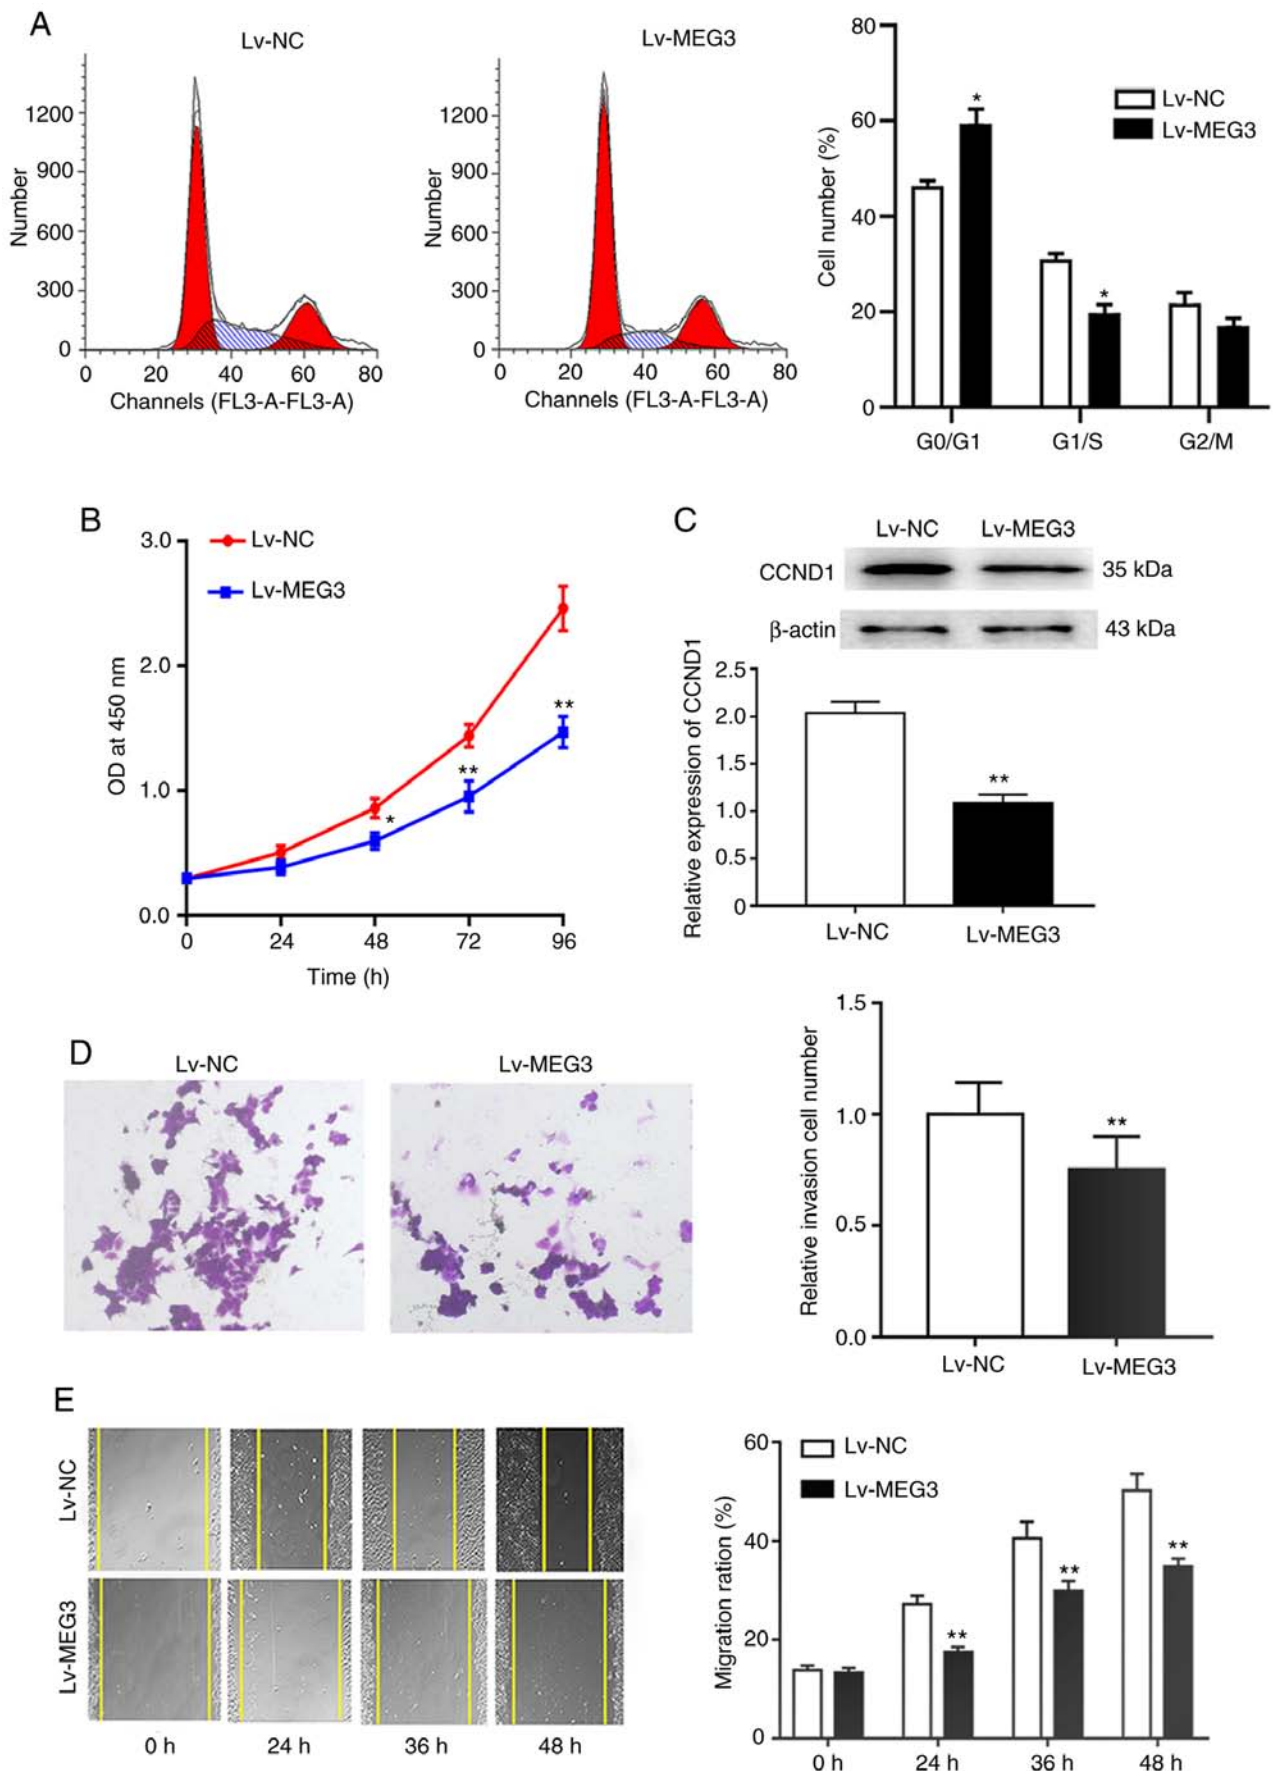 A
Lv-NC
Number
1200
900
600
300
0
0 20 40 60 80
Channels (FL3-A-FL3-A)
Lv-MEG3
Number
1200
900
600
300
0
0 20 40 60 80
Channels (FL3-A-FL3-A)
Cell number (%)
80
60
40
20
0
* 
*
Lv-NC
Lv-MEG3
G0/G1 G1/S G2/M
B
OD at 450 nm
3.0
2.0
1.0
0.0
Lv-NC
Lv-MEG3
*
**
**
0 24 48 72 96
Time (h)
C
Lv-NC Lv-MEG3
CCND1 35 kDa
β-actin 43 kDa
Relative expression of CCND1
2.5
2.0
1.5
1.0
0.5
0
**
Lv-NC Lv-MEG3
D
Lv-NC Lv-MEG3
Relative invasion cell number
1.5
1.0
0.5
0.0
**
Lv-NC Lv-MEG3
E
Lv-NC
Lv-MEG3
0 h 24 h 36 h 48 h
Migration ration (%)
60
40
20
0
Lv-NC
Lv-MEG3
**
**
**
0 h 24 h 36 h 48 h